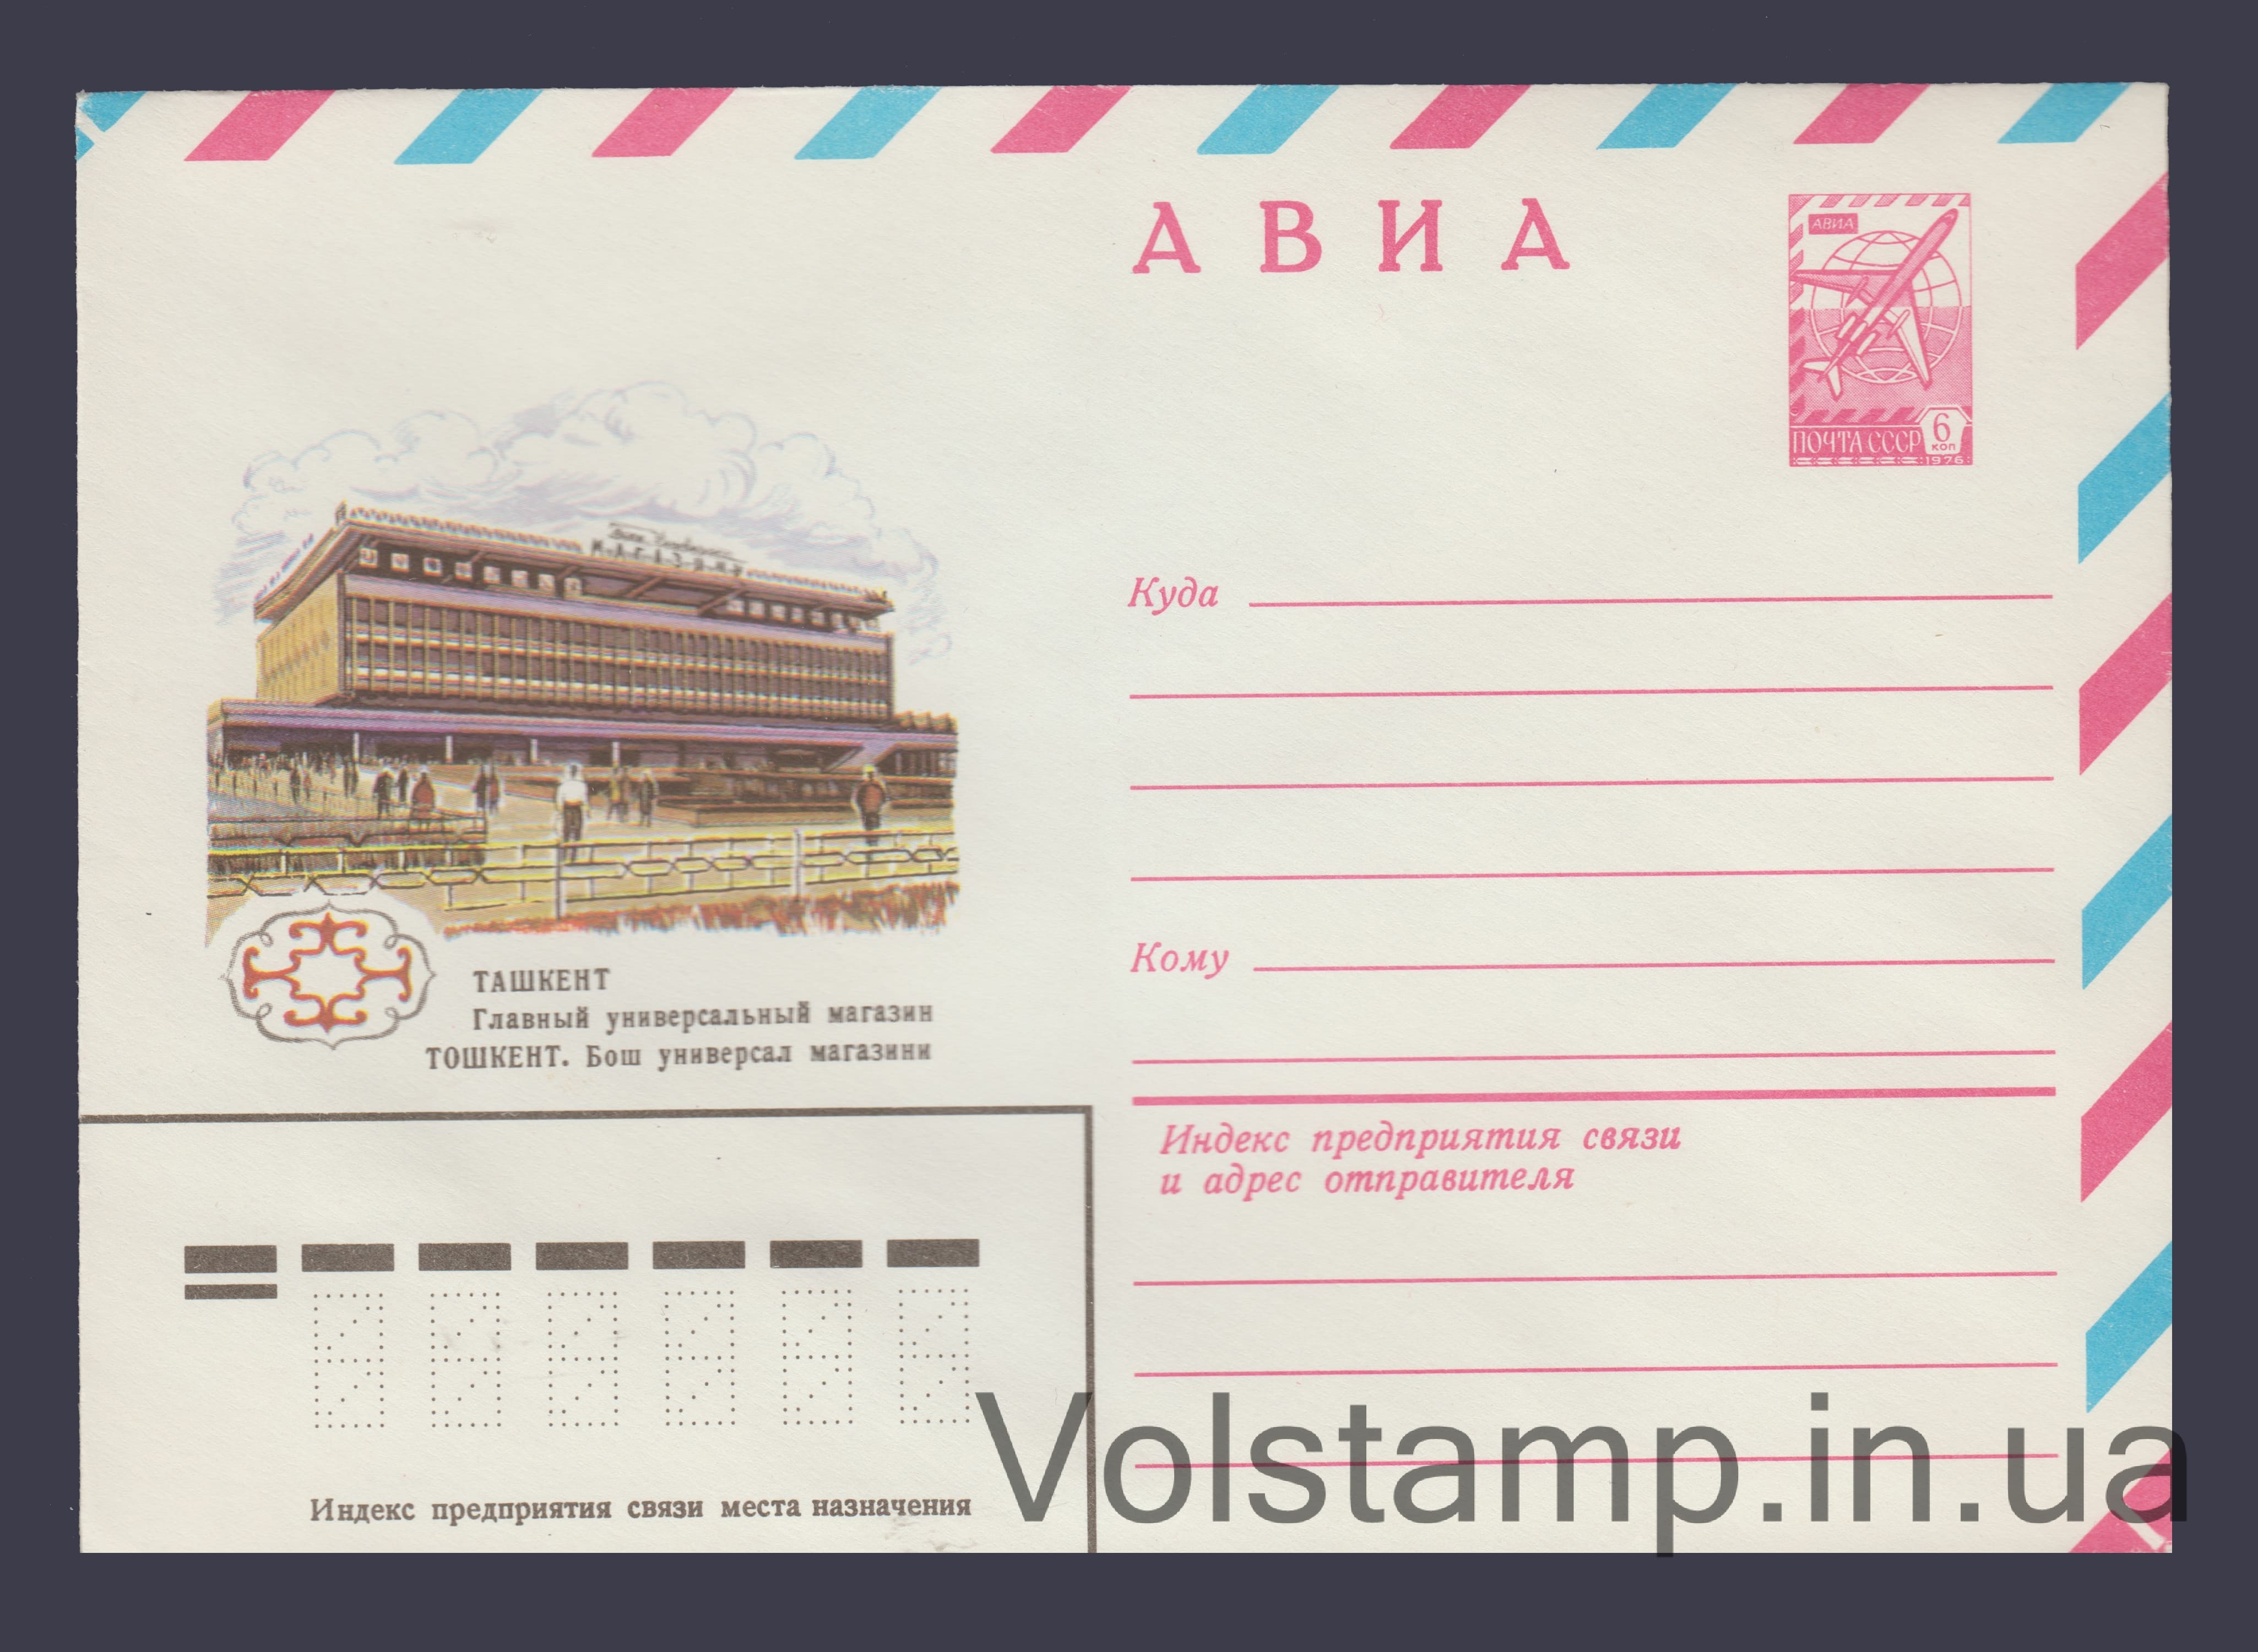 АВИА
АВИА
ПОЧТА СССР 6 коп
1976
МАГАЗИНИ
Куда
Кому
ТАШКЕНТ
Главный универсальный магазин
ТОШКЕНТ. Бош универсал магазини
Индекс предприятия связи
и адрес отправителя
Индекс предприятия связи места назначения
Volstamp.in.ua